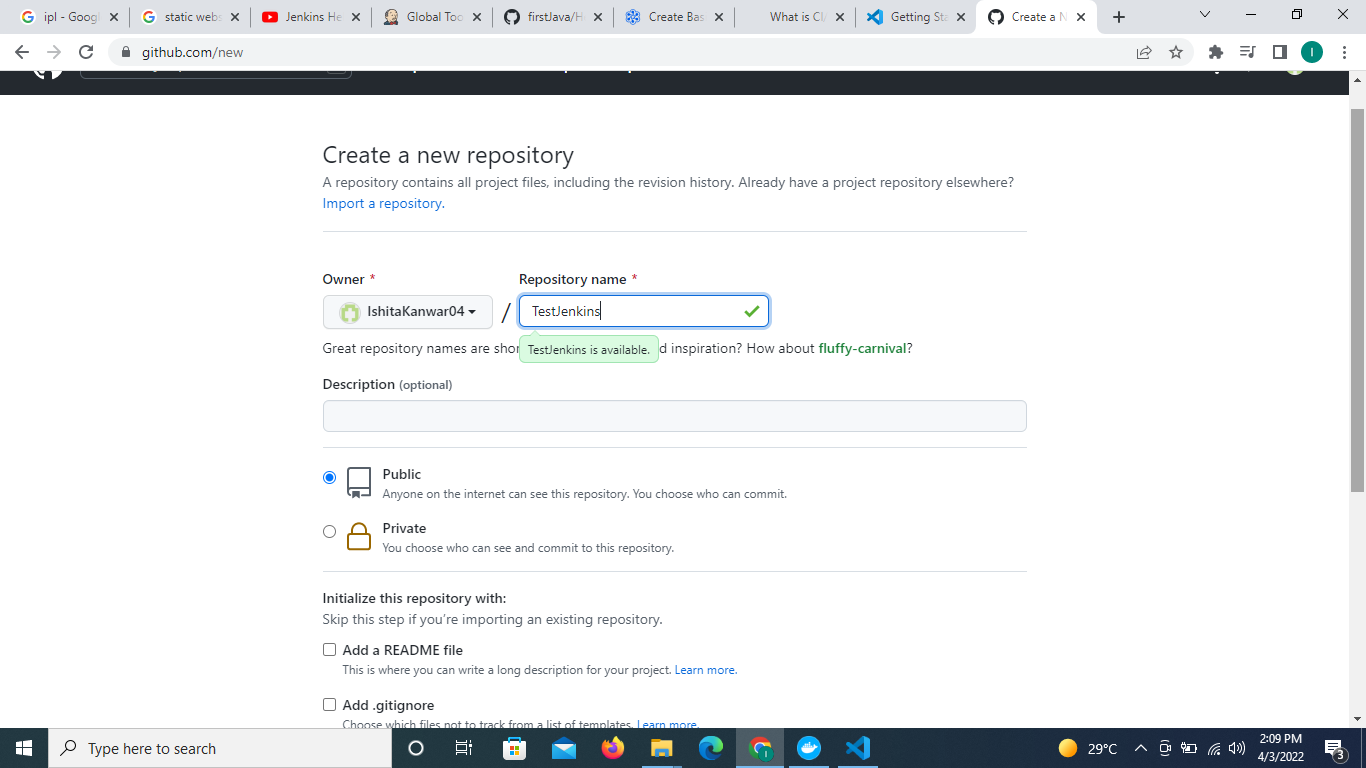 ipl - Goog
static webs
Jenkins He
Global Too
firstJava/H
Create Bas
What is CI/
Getting Sta
Create a N
github.com/new
I
Create a new repository
A repository contains all project files, including the revision history. Already have a project repository elsewhere?
Import a repository.
Owner *
Repository name *
IshitaKanwar04
/
TestJenkins
Great repository names are shor
d inspiration? How about fluffy-carnival?
TestJenkins is available.
Description (optional)
Public
Anyone on the internet can see this repository. You choose who can commit.
Private
You choose who can see and commit to this repository.
Initialize this repository with:
Skip this step if you're importing an existing repository.
Add a README file
This is where you can write a long description for your project. Learn more.
Add .gitignore
Choose which files not to track from a list of templates. Learn more.
Type here to search
29°C
2:09 PM
4/3/2022
3